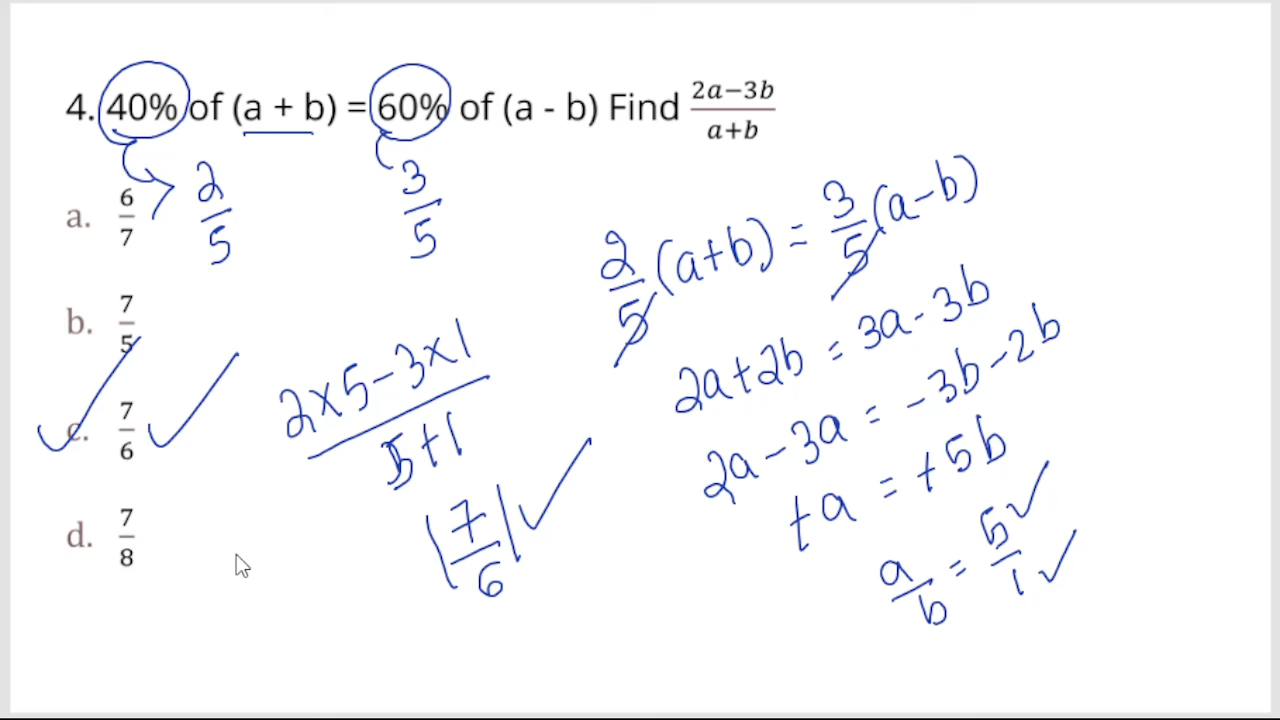 4. 40% of (a + b) = 60% of (a - b) Find (2a−3b)/(a+b)
a. 6/7
2/5
3/5
b. 7/5
c. 7/6
d. 7/8
2/5 (a+b) = 3/5 (a-b)
2a+2b = 3a-3b
2a-3a = -3b-2b
+a = +5b
a/b = 5/1
2×5-3×1
5+1
7/6